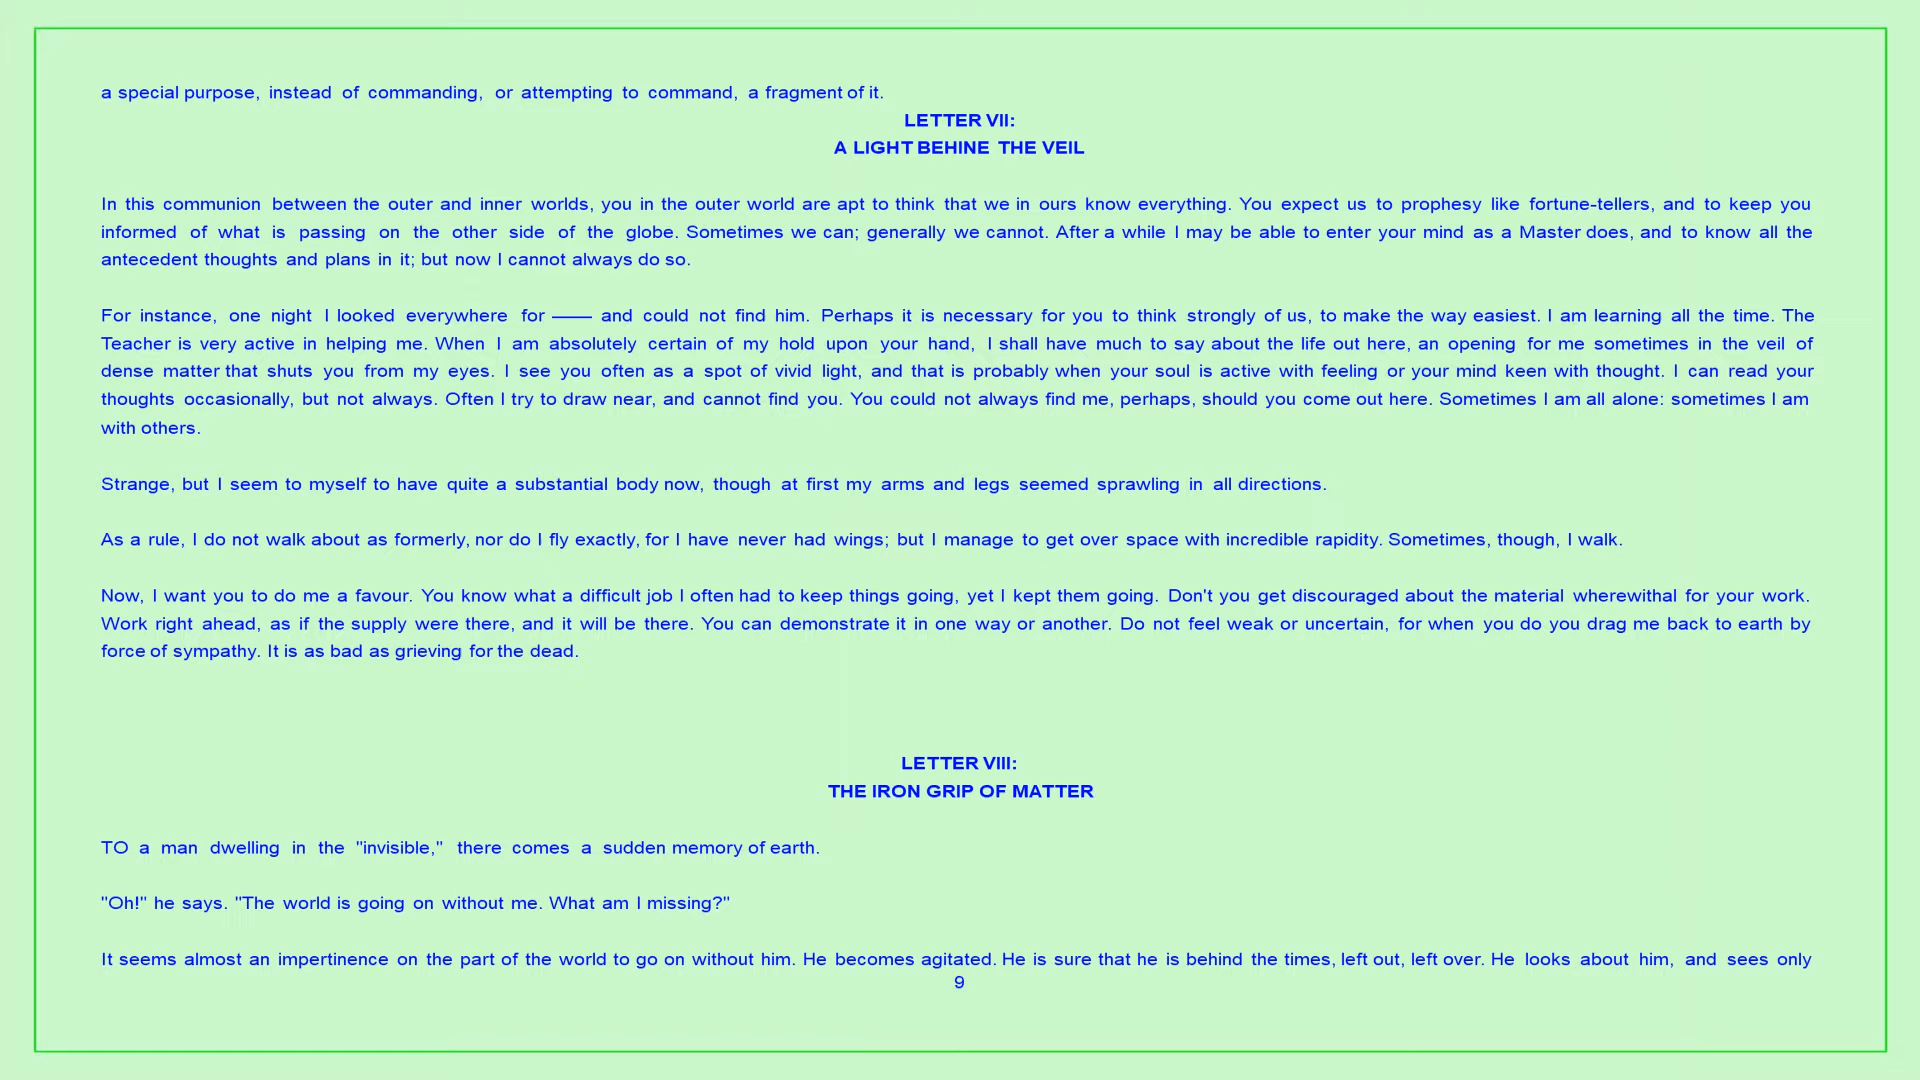 a special purpose, instead of commanding, or attempting to command, a fragment of it.
LETTER VII:
A LIGHT BEHINE THE VEIL
In this communion between the outer and inner worlds, you in the outer world are apt to think that we in ours know everything. You expect us to prophesy like fortune-tellers, and to keep you
informed of what is passing on the other side of the globe. Sometimes we can; generally we cannot. After a while I may be able to enter your mind as a Master does, and to know all the
antecedent thoughts and plans in it; but now I cannot always do so.
For instance, one night I looked everywhere for —— and could not find him. Perhaps it is necessary for you to think strongly of us, to make the way easiest. I am learning all the time. The
Teacher is very active in helping me. When I am absolutely certain of my hold upon your hand, I shall have much to say about the life out here, an opening for me sometimes in the veil of
dense matter that shuts you from my eyes. I see you often as a spot of vivid light, and that is probably when your soul is active with feeling or your mind keen with thought. I can read your
thoughts occasionally, but not always. Often I try to draw near, and cannot find you. You could not always find me, perhaps, should you come out here. Sometimes I am all alone: sometimes I am
with others.
Strange, but I seem to myself to have quite a substantial body now, though at first my arms and legs seemed sprawling in all directions.
As a rule, I do not walk about as formerly, nor do I fly exactly, for I have never had wings; but I manage to get over space with incredible rapidity. Sometimes, though, I walk.
Now, I want you to do me a favour. You know what a difficult job I often had to keep things going, yet I kept them going. Don't you get discouraged about the material wherewithal for your work.
Work right ahead, as if the supply were there, and it will be there. You can demonstrate it in one way or another. Do not feel weak or uncertain, for when you do you drag me back to earth by
force of sympathy. It is as bad as grieving for the dead.
LETTER VIII:
THE IRON GRIP OF MATTER
TO a man dwelling in the "invisible," there comes a sudden memory of earth.
"Oh!" he says. "The world is going on without me. What am I missing?"
It seems almost an impertinence on the part of the world to go on without him. He becomes agitated. He is sure that he is behind the times, left out, left over. He looks about him, and sees only
9